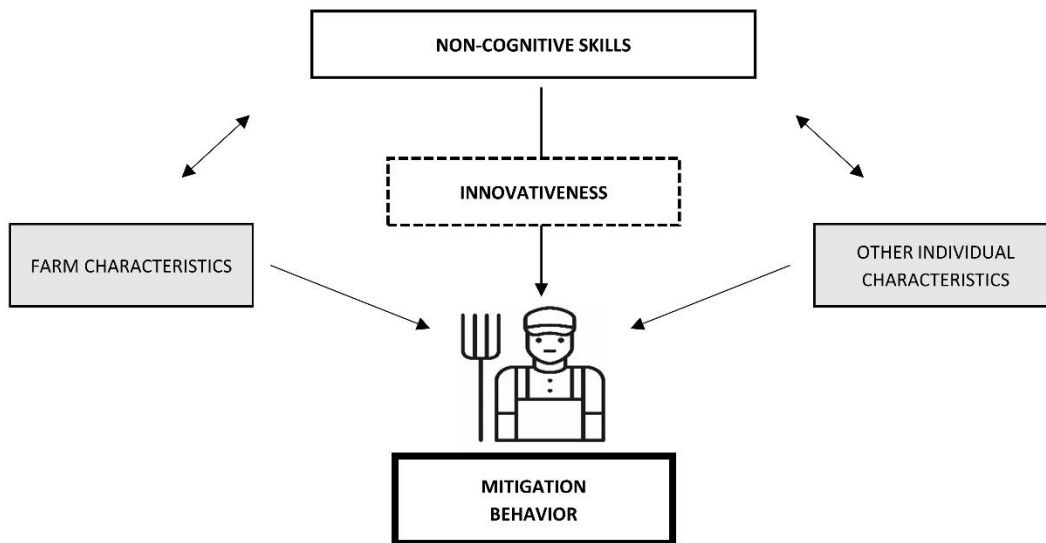 NON-COGNITIVE SKILLS
INNOVATIVENESS
FARM CHARACTERISTICS
OTHER INDIVIDUAL
CHARACTERISTICS
MITIGATION
BEHAVIOR